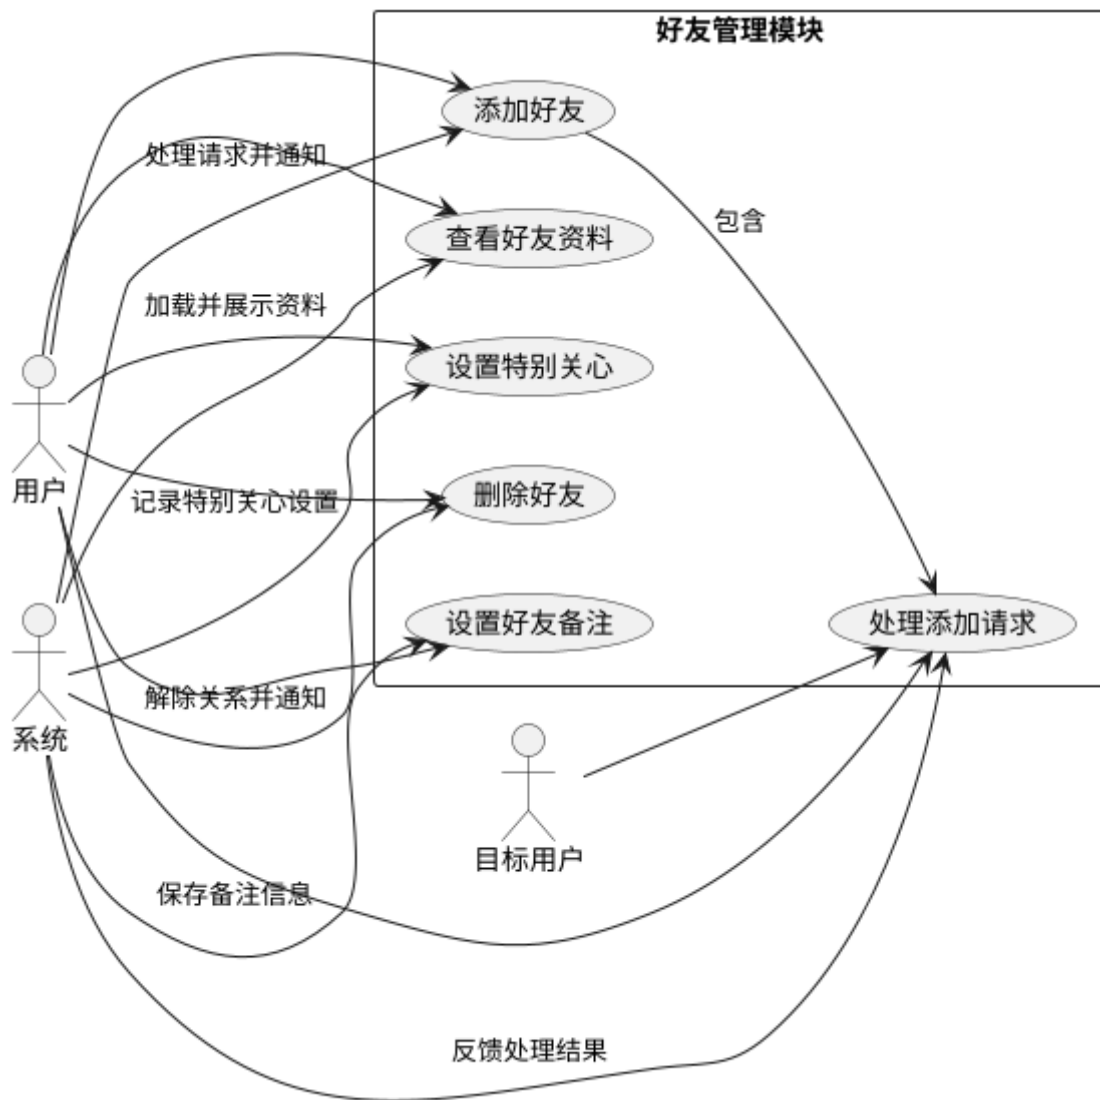 好友管理模块
添加好友
处理请求并通知
包含
查看好友资料
加载并展示资料
设置特别关心
用户
记录特别关心设置
删除好友
设置好友备注
处理添加请求
解除关系并通知
系统
目标用户
保存备注信息
反馈处理结果